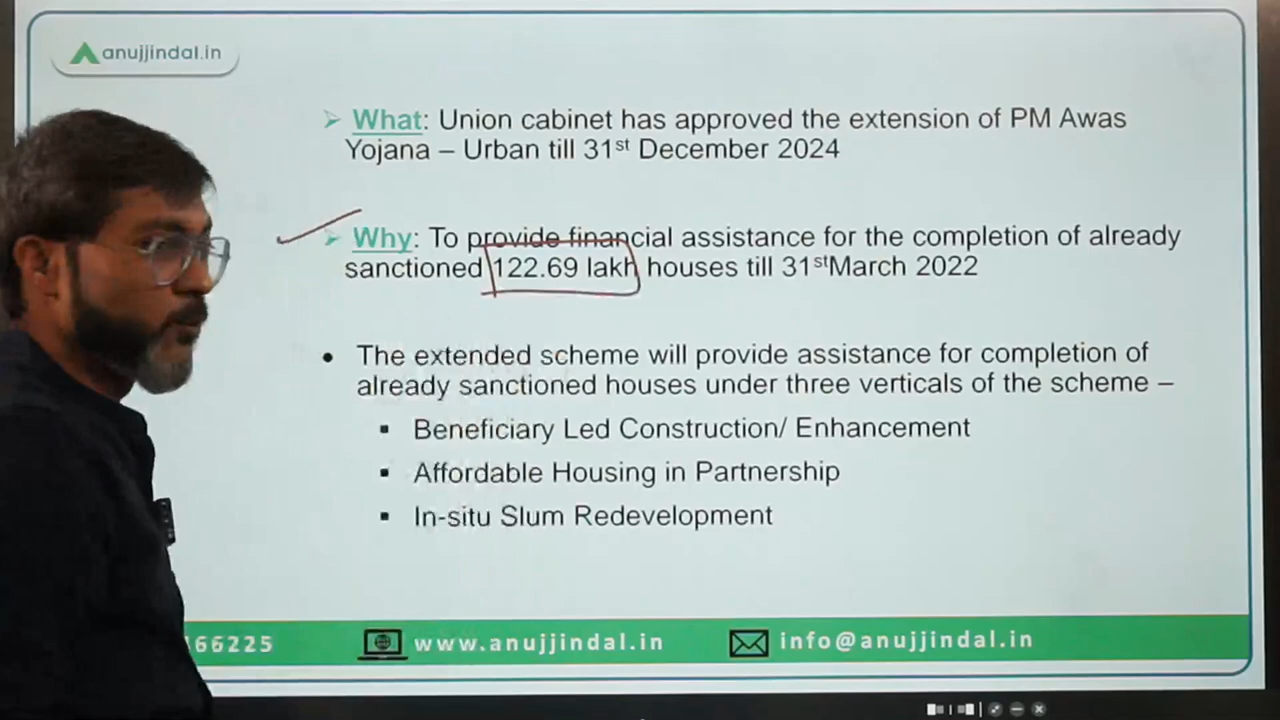 anujjindal.in
➢ What: Union cabinet has approved the extension of PM Awas
Yojana – Urban till 31st December 2024
➢ Why: To provide financial assistance for the completion of already
sanctioned 122.69 lakh houses till 31stMarch 2022
• The extended scheme will provide assistance for completion of
already sanctioned houses under three verticals of the scheme –
▪ Beneficiary Led Construction/ Enhancement
▪ Affordable Housing in Partnership
▪ In-situ Slum Redevelopment
66225 www.anujjindal.in info@anujjindal.in